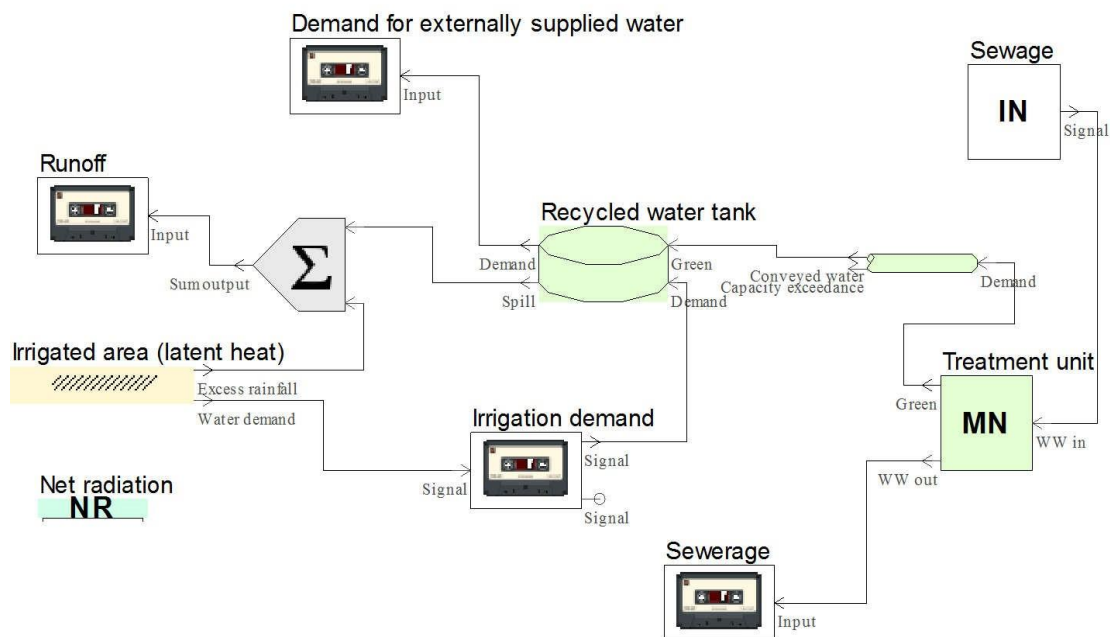 Demand for externally supplied water
Input
Sewage
IN
Signal
Runoff
Input
Sum output
Σ
Recycled water tank
Demand
Green
Spill
Demand
Conveyed water
Capacity exceedance
Demand
Irrigated area (latent heat)
Excess rainfall
Water demand
Treatment unit
Green
MN
WW in
WW out
Irrigation demand
Signal
Signal
Signal
Net radiation
NR
Sewerage
Input